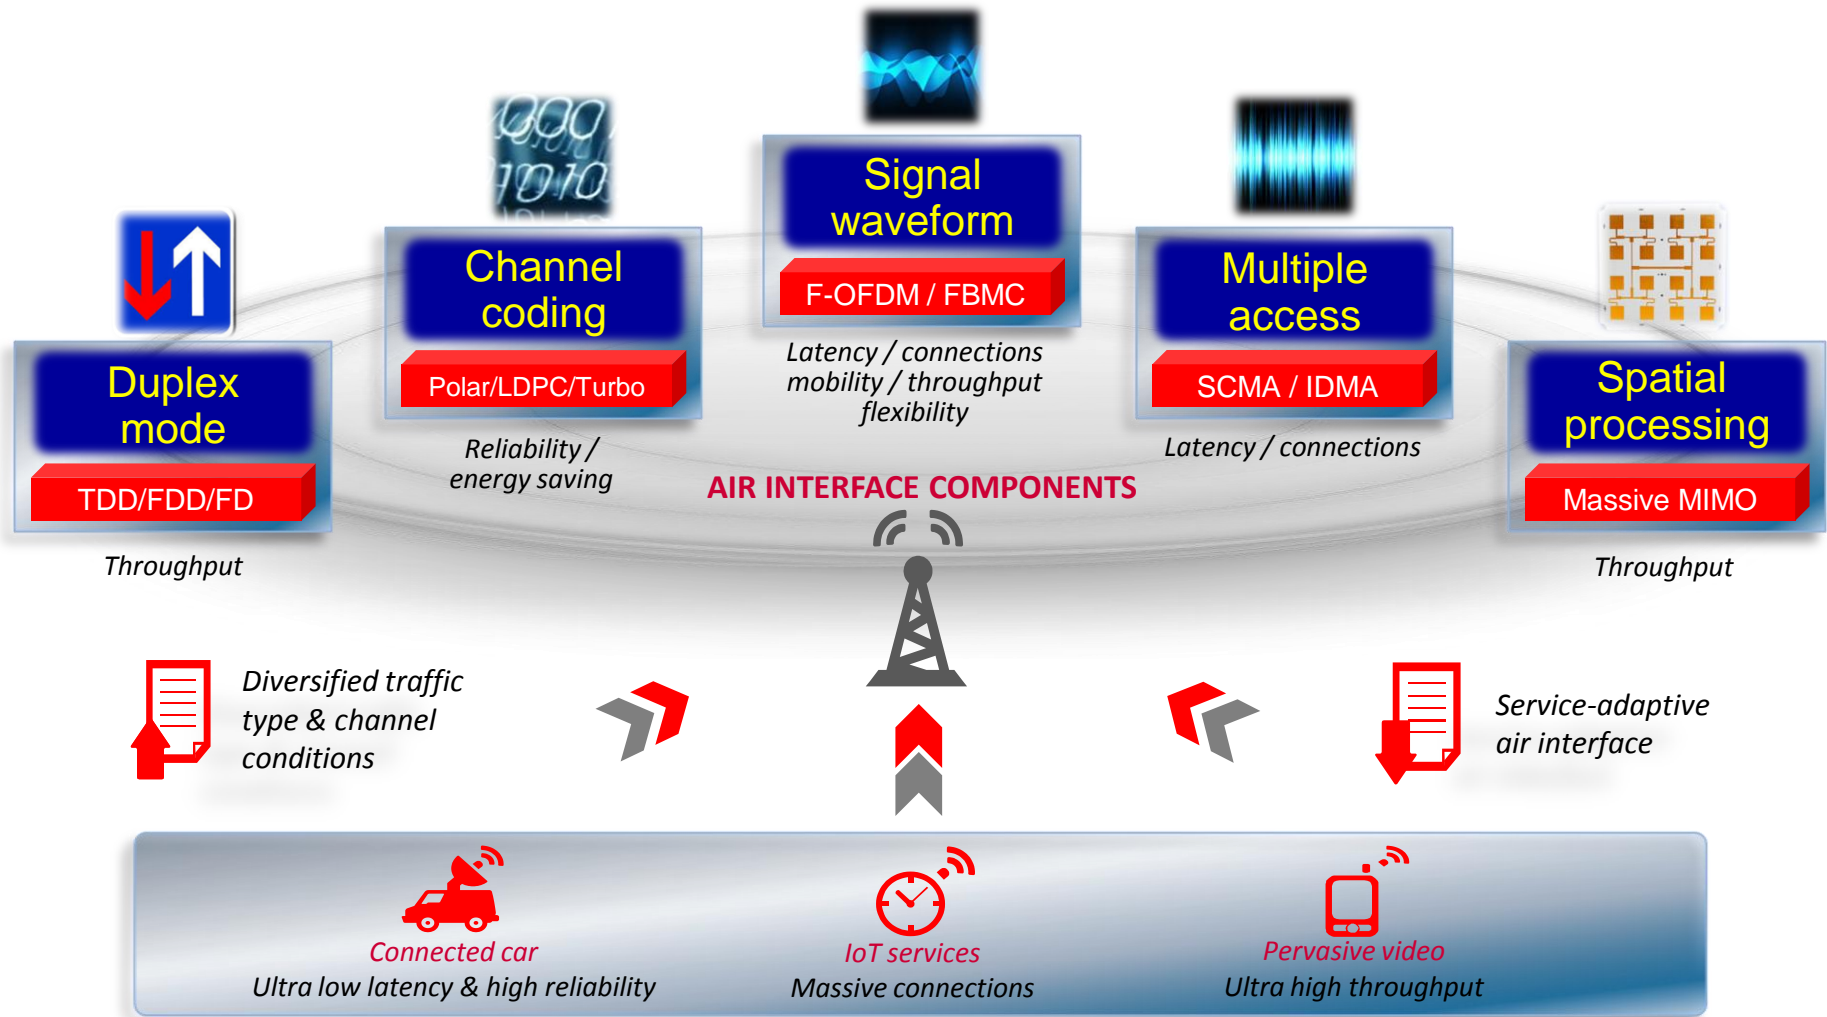 Signal
waveform
F-OFDM / FBMC
Latency / connections
mobility / throughput
flexibility
Channel
coding
Polar/LDPC/Turbo
Reliability /
energy saving
Multiple
access
SCMA / IDMA
Latency / connections
Duplex
mode
TDD/FDD/FD
Throughput
Spatial
processing
Massive MIMO
Throughput
AIR INTERFACE COMPONENTS
Diversified traffic
type & channel
conditions
Service-adaptive
air interface
Connected car
Ultra low latency & high reliability
IoT services
Massive connections
Pervasive video
Ultra high throughput